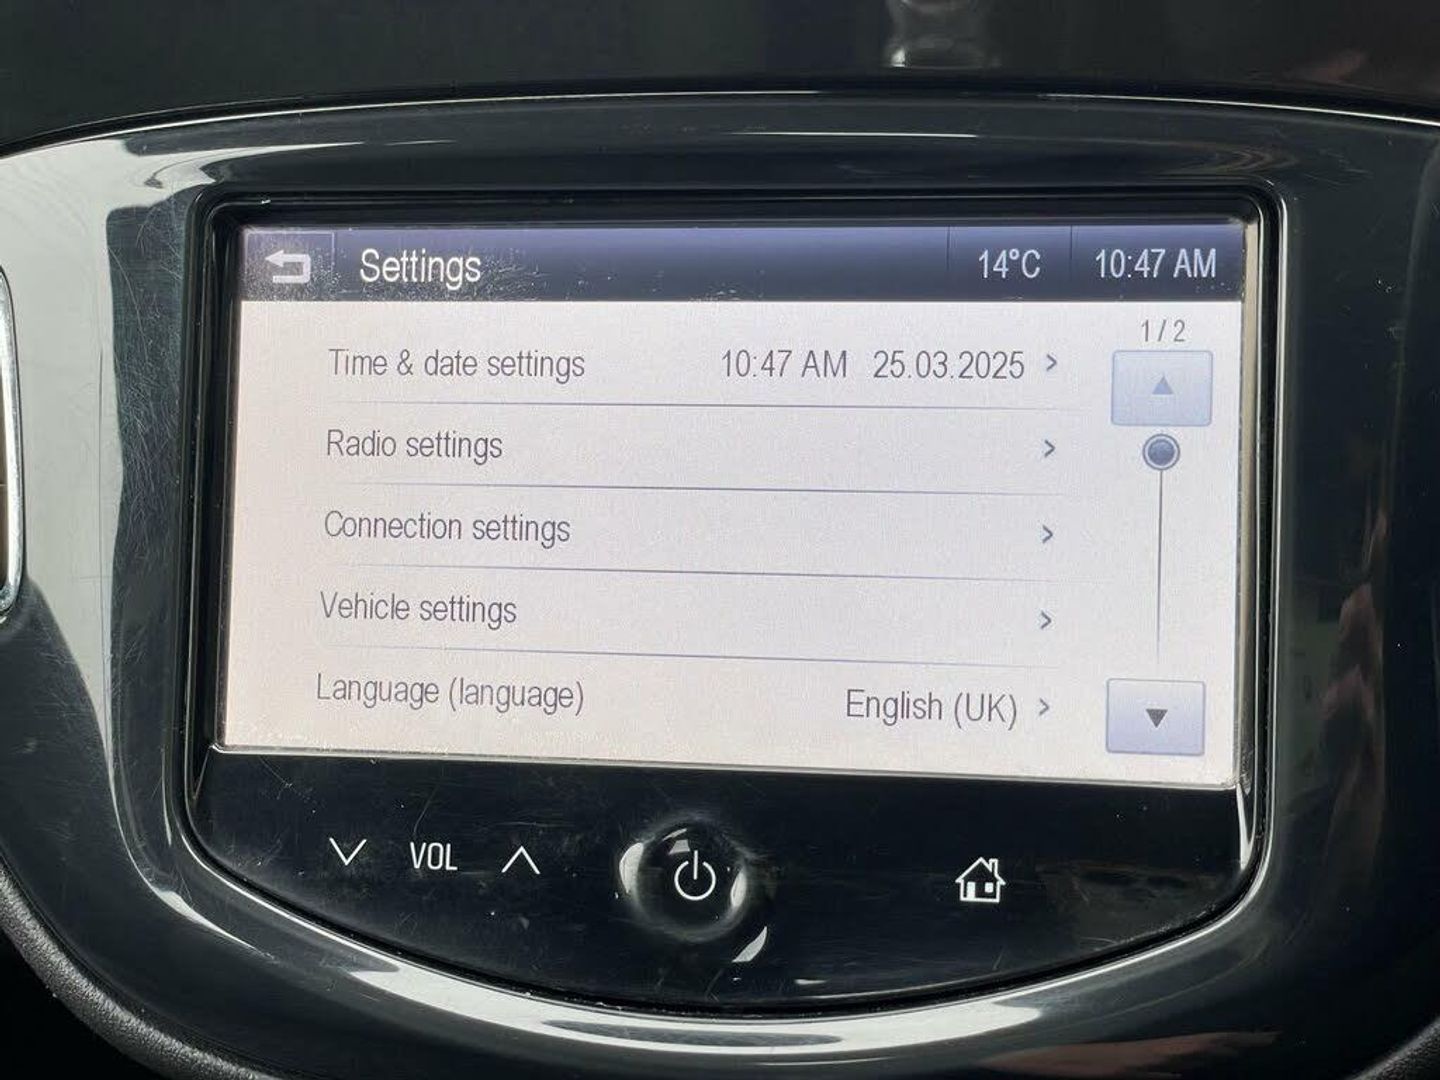 Settings 14°C 10:47 AM
1 / 2
Time & date settings 10:47 AM 25.03.2025 >
Radio settings >
Connection settings >
Vehicle settings >
Language (language) English (UK) >
VOL